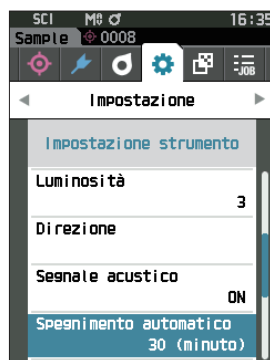 SCI M0 16:35
Sample 0008
JOB
Impostazione
Impostazione strumento
Luminosità
3
Direzione
Segnale acustico
ON
Spegnimento automatico
30 (minuto)